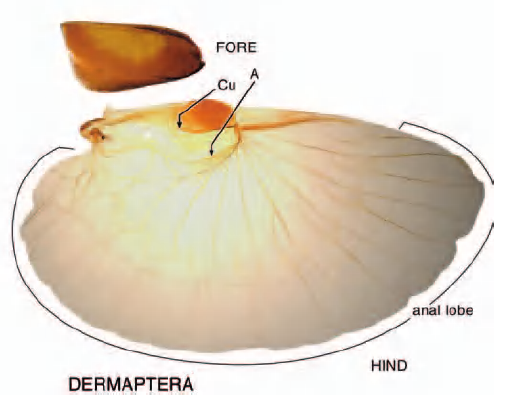 FORE
A
Cu
anal lobe
HIND
DERMAPTERA